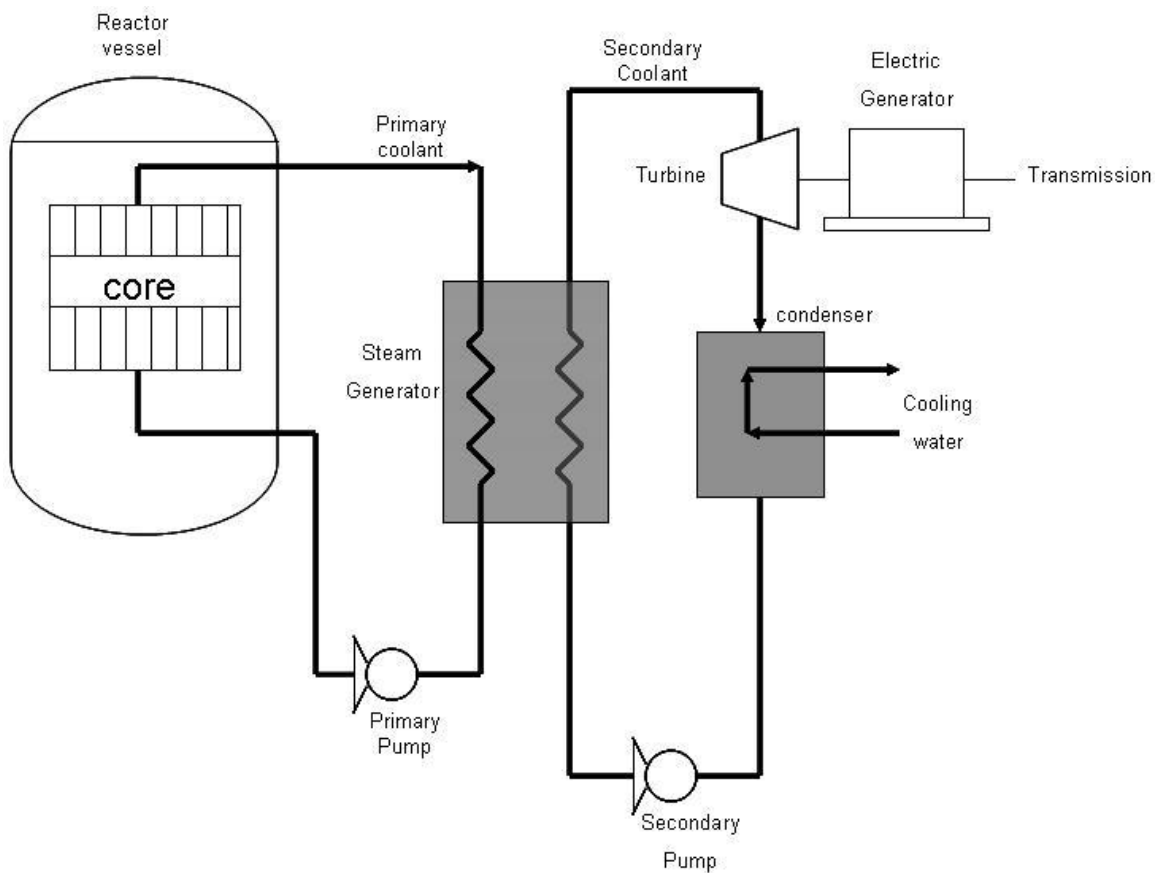 Reactor
vessel
Secondary
Coolant
Electric
Generator
Primary
coolant
Turbine
Transmission
core
condenser
Steam
Generator
Cooling
water
Primary
Pump
Secondary
Pump